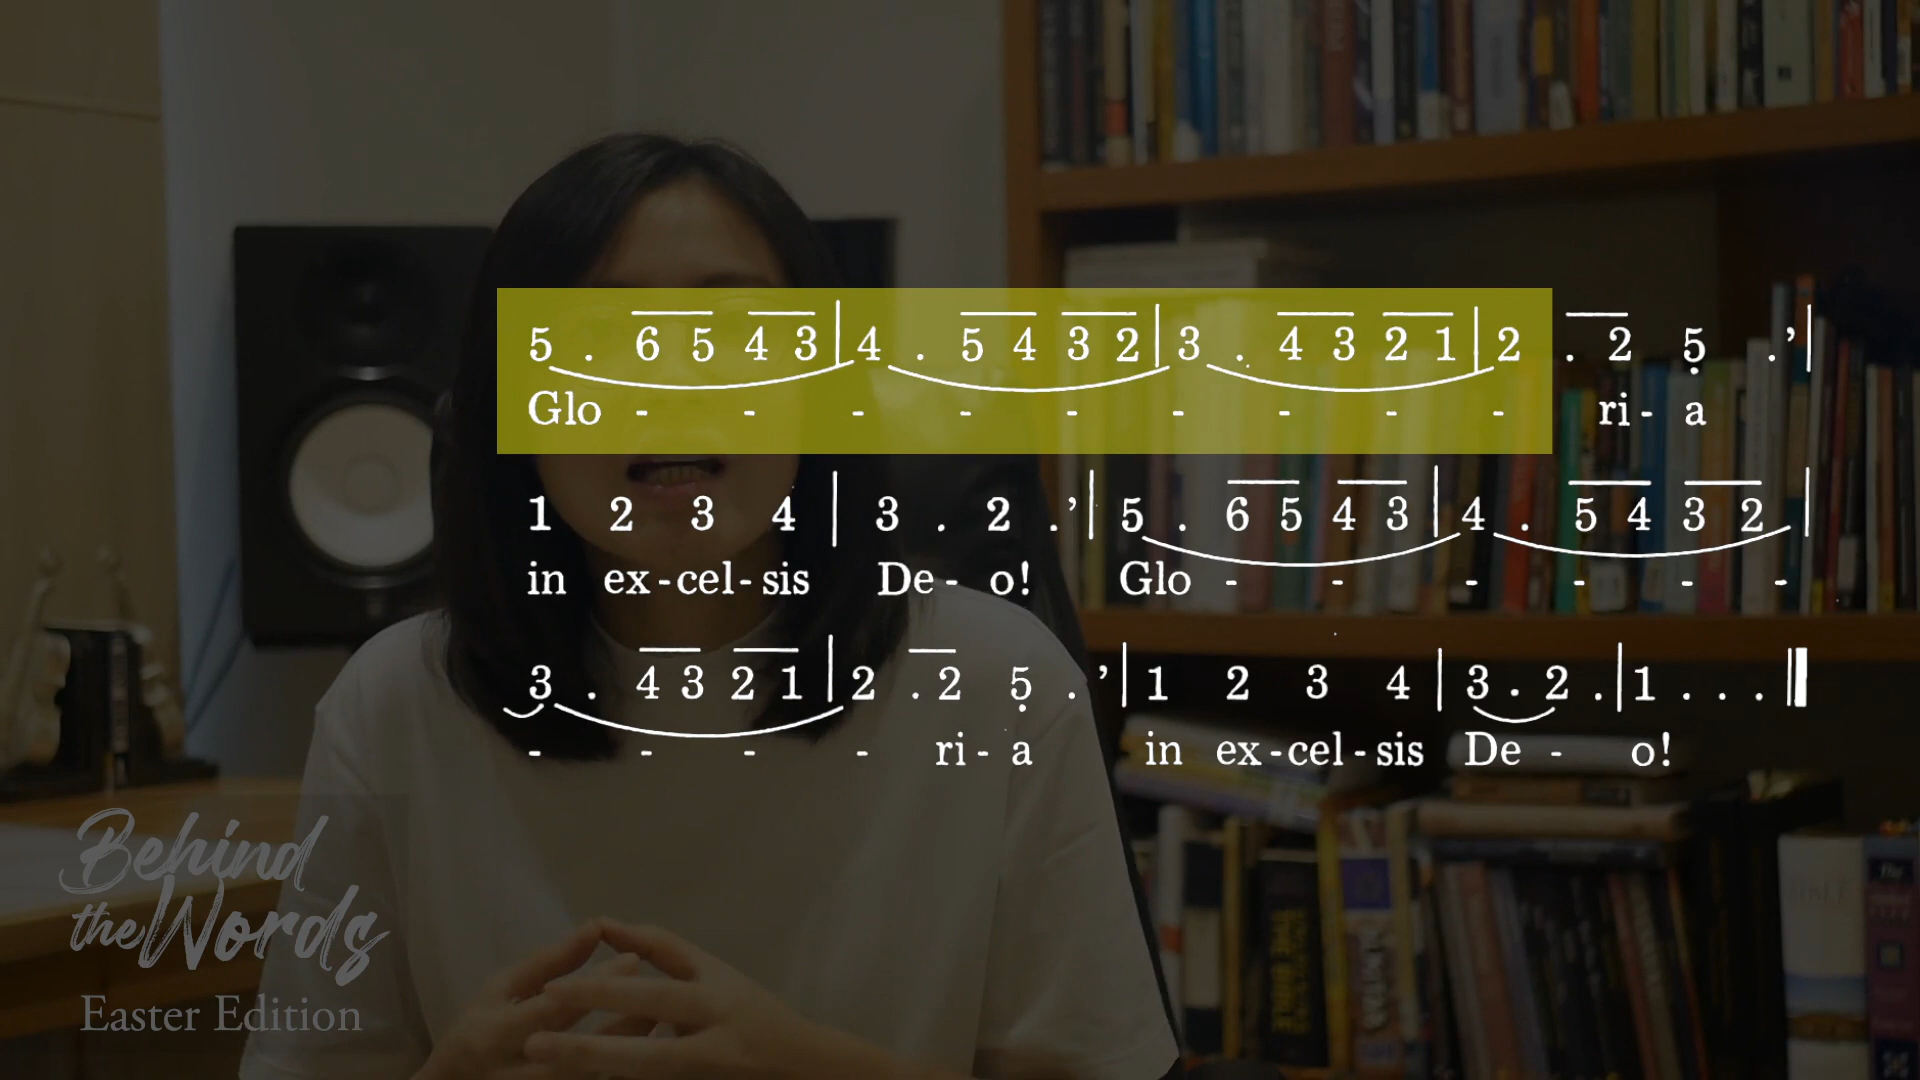 5 . 6 5 4 3 | 4 . 5 4 3 2 | 3 . 4 3 2 1 | 2 . 2 5̣ .’ |
Glo - - - - - - - - - ri - a
1 2 3 4 | 3 . 2 .’ | 5 . 6 5 4 3 | 4 . 5 4 3 2 |
in ex - cel - sis De - o! Glo - - - - - -
3 . 4 3 2 1 | 2 . 2 5̣ . ’ | 1 2 3 4 | 3 . 2 . | 1 . . . ‖
- - - - ri - a in ex - cel - sis De - o!
Behind
the Words
Easter Edition
THE BIBLE
The